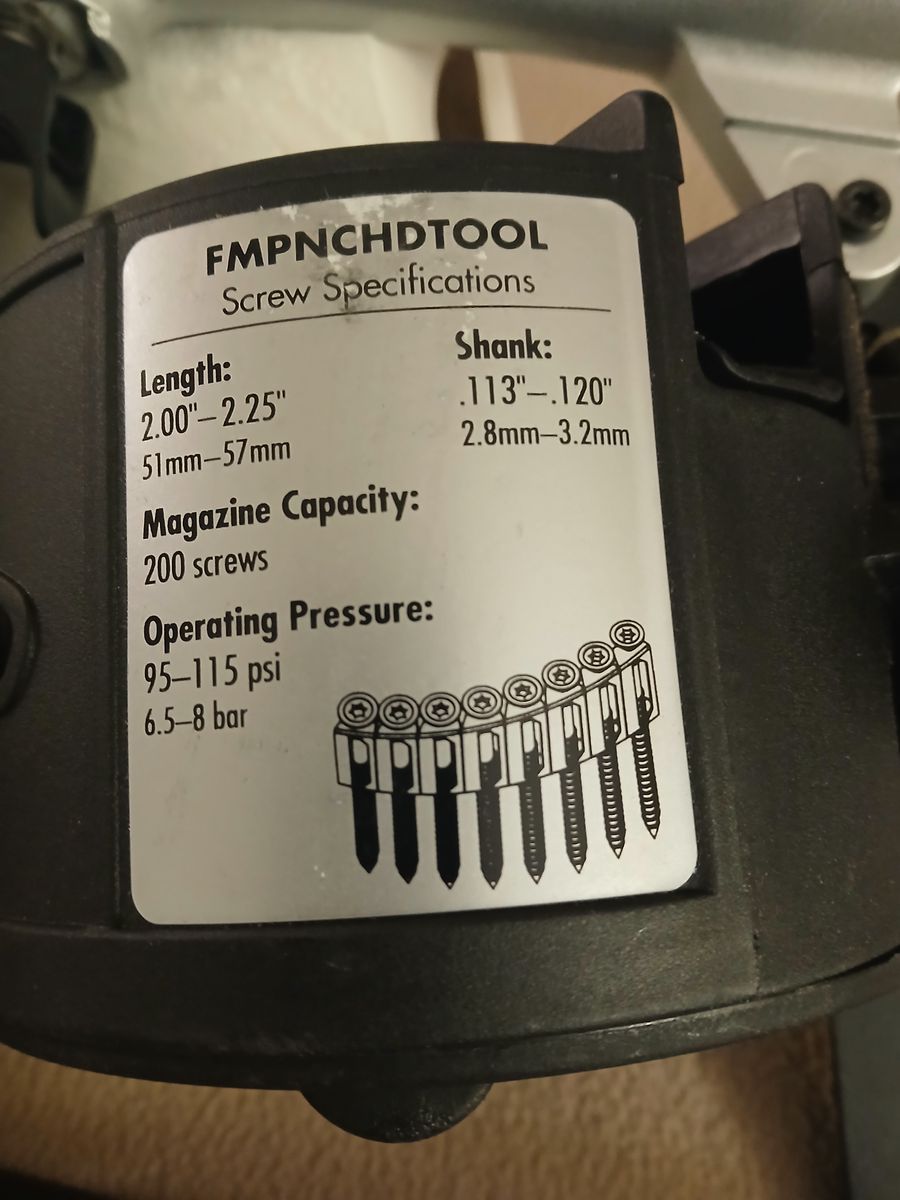 FMPNCHDTOOL
Screw Specifications
Length:
2.00"–2.25"
51mm–57mm
Shank:
.113"–.120"
2.8mm–3.2mm
Magazine Capacity:
200 screws
Operating Pressure:
95–115 psi
6.5–8 bar